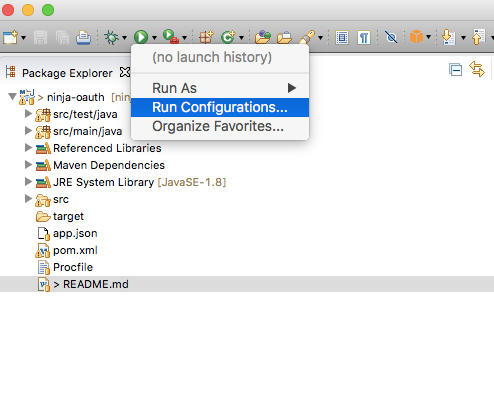 (no launch history)
Run As
Run Configurations...
Organize Favorites...
Package Explorer
> ninja-oauth
src/test/java
src/main/java
Referenced Libraries
Maven Dependencies
JRE System Library [JavaSE-1.8]
src
target
app.json
pom.xml
Procfile
> README.md